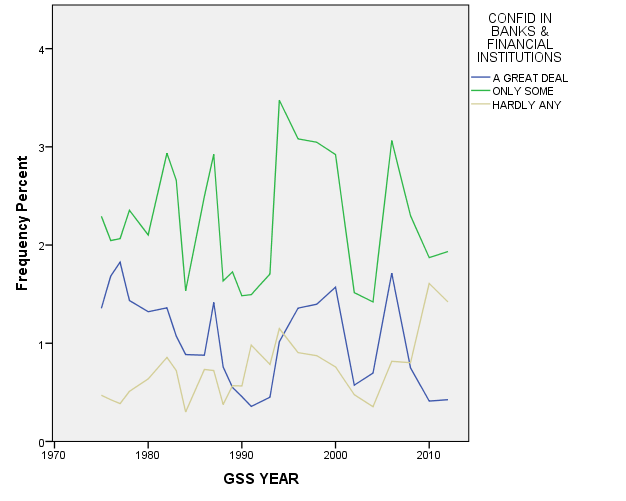 CONFID IN
BANKS &
FINANCIAL
INSTITUTIONS
A GREAT DEAL
ONLY SOME
HARDLY ANY
Frequency Percent
4
3
2
1
0
1970
1980
1990
2000
2010
GSS YEAR